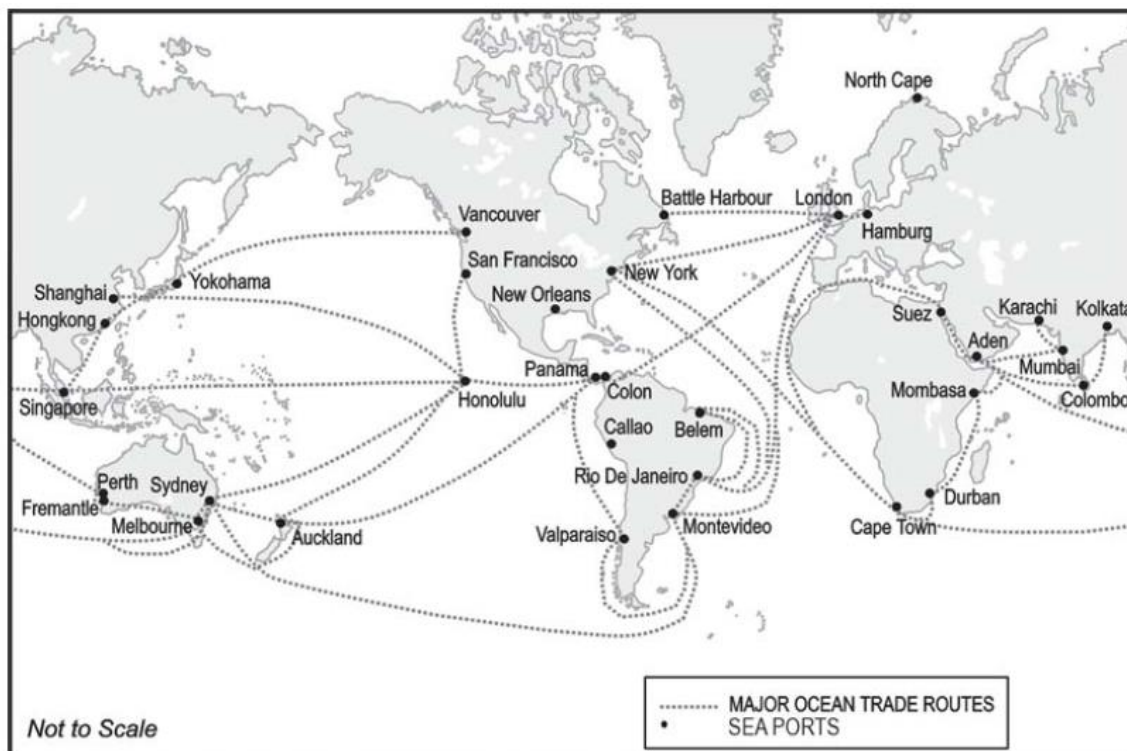 North Cape
Battle Harbour
London
Hamburg
Vancouver
San Francisco
New York
New Orleans
Yokohama
Shanghai
Hongkong
Suez
Karachi
Kolkata
Aden
Mumbai
Colombo
Mombasa
Singapore
Honolulu
Panama
Colon
Callao
Belem
Rio De Janeiro
Perth
Fremantle
Sydney
Melbourne
Auckland
Valparaiso
Montevideo
Cape Town
Durban
MAJOR OCEAN TRADE ROUTES
SEA PORTS
Not to Scale